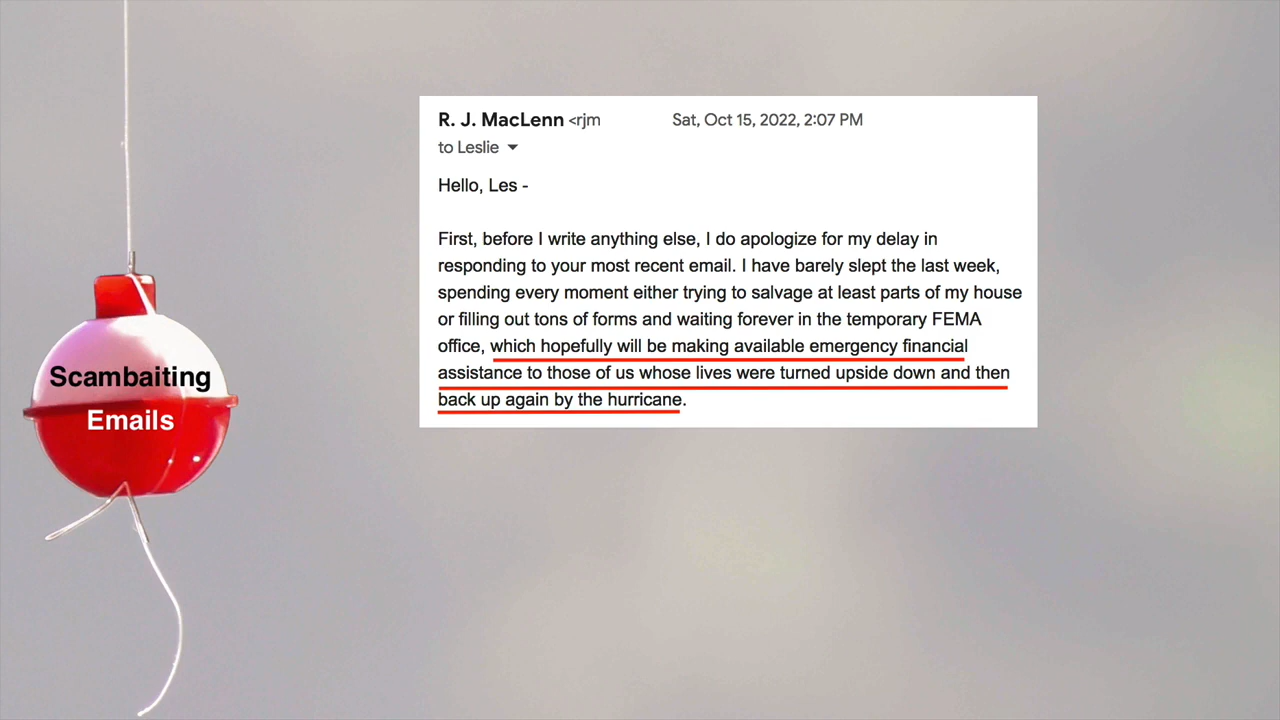 Scambaiting
Emails
R. J. MacLenn <rjm
Sat, Oct 15, 2022, 2:07 PM
to Leslie
Hello, Les -
First, before I write anything else, I do apologize for my delay in
responding to your most recent email. I have barely slept the last week,
spending every moment either trying to salvage at least parts of my house
or filling out tons of forms and waiting forever in the temporary FEMA
office, which hopefully will be making available emergency financial
assistance to those of us whose lives were turned upside down and then
back up again by the hurricane.